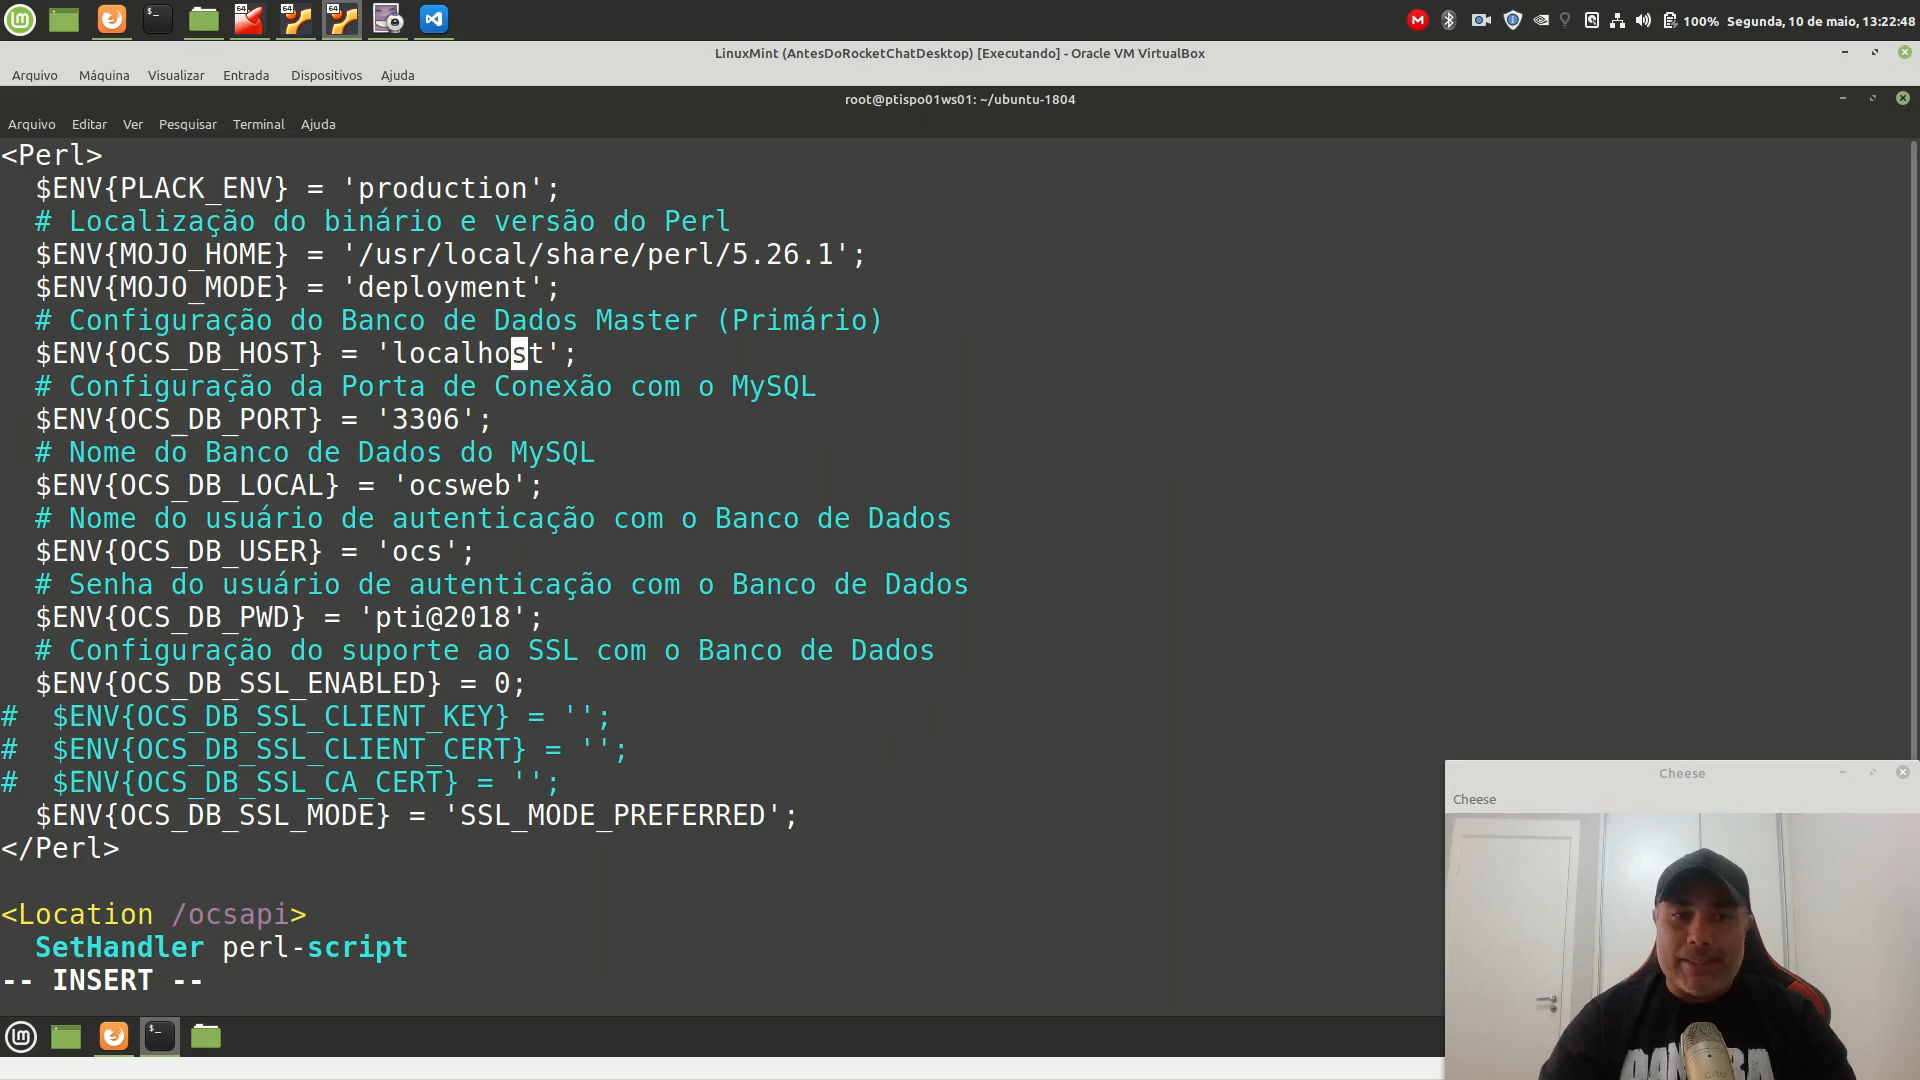 100% Segunda, 10 de maio, 13:22:48
LinuxMint (AntesDoRocketChatDesktop) [Executando] - Oracle VM VirtualBox
Arquivo Máquina Visualizar Entrada Dispositivos Ajuda
root@ptispo01ws01: ~/ubuntu-1804
Arquivo Editar Ver Pesquisar Terminal Ajuda
<Perl>
$ENV{PLACK_ENV} = 'production';
# Localização do binário e versão do Perl
$ENV{MOJO_HOME} = '/usr/local/share/perl/5.26.1';
$ENV{MOJO_MODE} = 'deployment';
# Configuração do Banco de Dados Master (Primário)
$ENV{OCS_DB_HOST} = 'localhost';
# Configuração da Porta de Conexão com o MySQL
$ENV{OCS_DB_PORT} = '3306';
# Nome do Banco de Dados do MySQL
$ENV{OCS_DB_LOCAL} = 'ocsweb';
# Nome do usuário de autenticação com o Banco de Dados
$ENV{OCS_DB_USER} = 'ocs';
# Senha do usuário de autenticação com o Banco de Dados
$ENV{OCS_DB_PWD} = 'pti@2018';
# Configuração do suporte ao SSL com o Banco de Dados
$ENV{OCS_DB_SSL_ENABLED} = 0;
#  $ENV{OCS_DB_SSL_CLIENT_KEY} = '';
#  $ENV{OCS_DB_SSL_CLIENT_CERT} = '';
#  $ENV{OCS_DB_SSL_CA_CERT} = '';
$ENV{OCS_DB_SSL_MODE} = 'SSL_MODE_PREFERRED';
</Perl>
<Location /ocsapi>
SetHandler perl-script
-- INSERT --
Cheese
Cheese